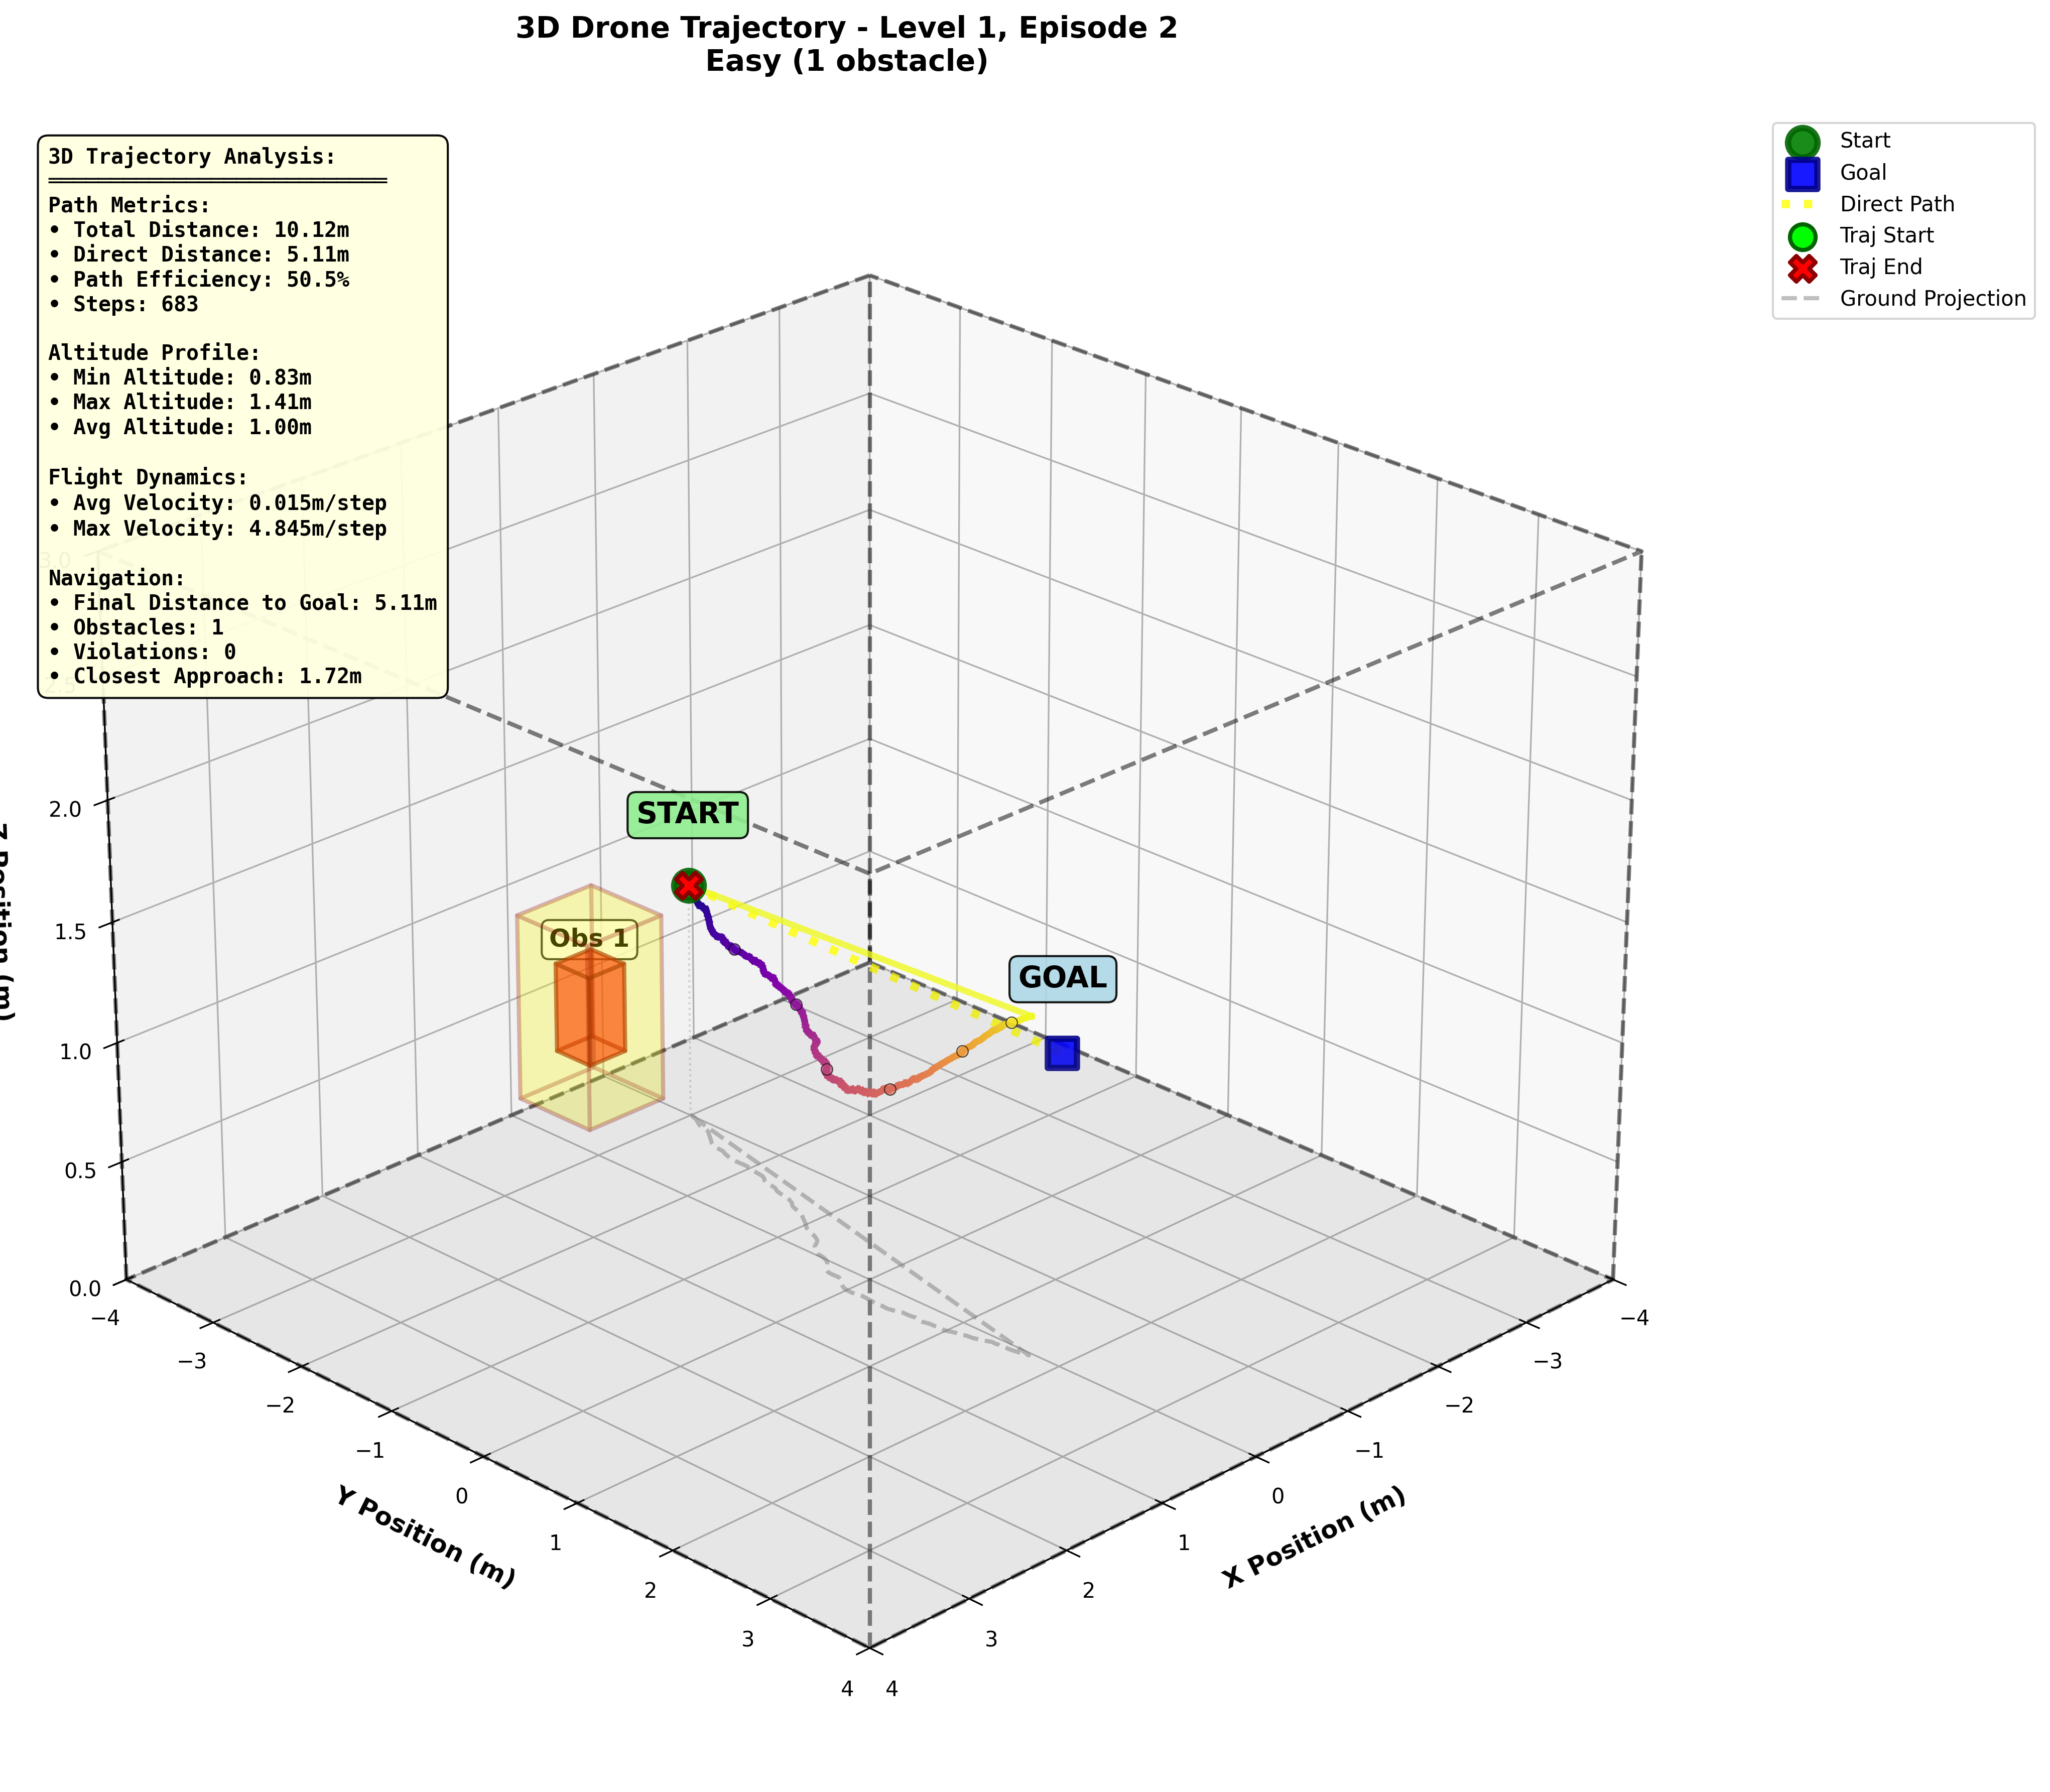 3D Drone Trajectory - Level 1, Episode 2
Easy (1 obstacle)
3D Trajectory Analysis:
Path Metrics:
• Total Distance: 10.12m
• Direct Distance: 5.11m
• Path Efficiency: 50.5%
• Steps: 683
Altitude Profile:
• Min Altitude: 0.83m
• Max Altitude: 1.41m
• Avg Altitude: 1.00m
Flight Dynamics:
• Avg Velocity: 0.015m/step
• Max Velocity: 4.845m/step
Navigation:
• Final Distance to Goal: 5.11m
• Obstacles: 1
• Violations: 0
• Closest Approach: 1.72m
Start
Goal
Direct Path
Traj Start
Traj End
Ground Projection
START
Obs 1
GOAL
3.0
2.5
2.0
1.5
1.0
0.5
0.0
Z Position (m)
−4
−3
−2
−1
0
1
2
3
4
Y Position (m)
4
3
2
1
0
−1
−2
−3
−4
X Position (m)